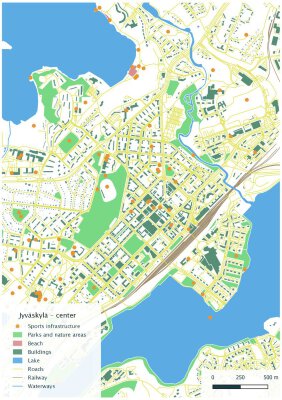 Jyväskylä - center
Sports infrastructure
Parks and nature areas
Beach
Buildings
Lake
Roads
Railway
Waterways
0 250 500 m